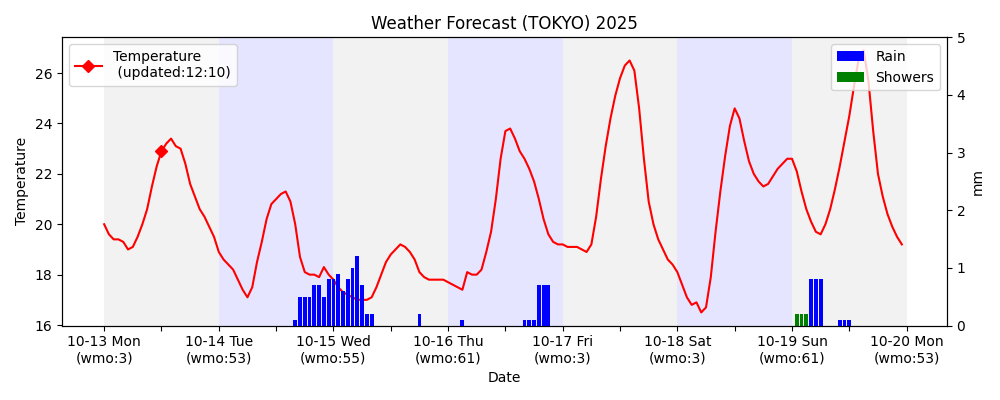 Weather Forecast (TOKYO) 2025
Temperature
(updated:12:10)
Rain
Showers
Temperature
26
24
22
20
18
16
5
4
3
2
1
0
mm
10-13 Mon
(wmo:3)
10-14 Tue
(wmo:53)
10-15 Wed
(wmo:55)
10-16 Thu
(wmo:61)
10-17 Fri
(wmo:3)
10-18 Sat
(wmo:3)
10-19 Sun
(wmo:61)
10-20 Mon
(wmo:53)
Date